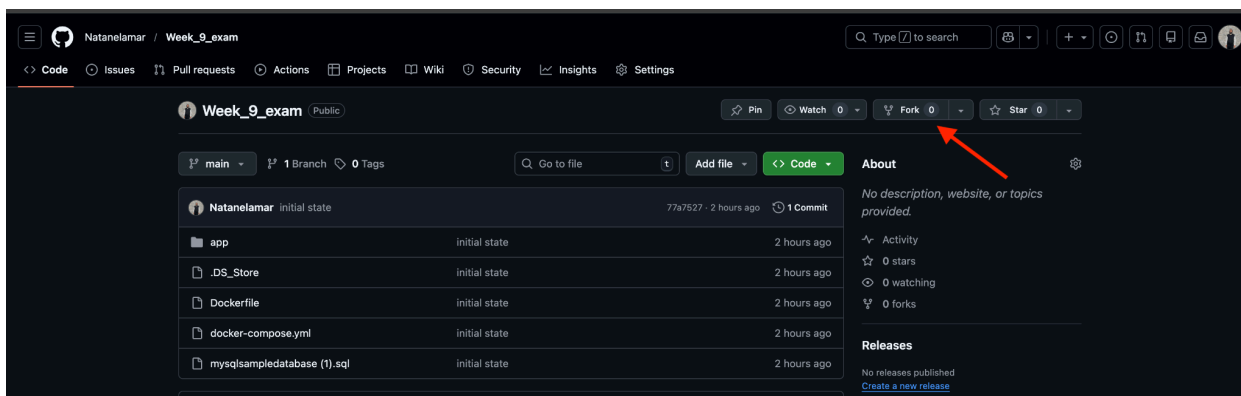 Natanelamar / Week_9_exam
Type / to search
Code Issues Pull requests Actions Projects Wiki Security Insights Settings
Week_9_exam Public
Pin Watch 0 Fork 0 Star 0
main 1 Branch 0 Tags
Go to file t Add file Code
Natanelamar initial state 77a7527 · 2 hours ago 1 Commit
app initial state 2 hours ago
.DS_Store initial state 2 hours ago
Dockerfile initial state 2 hours ago
docker-compose.yml initial state 2 hours ago
mysqlsampledatabase (1).sql initial state 2 hours ago
About
No description, website, or topics
provided.
Activity
0 stars
0 watching
0 forks
Releases
No releases published
Create a new release